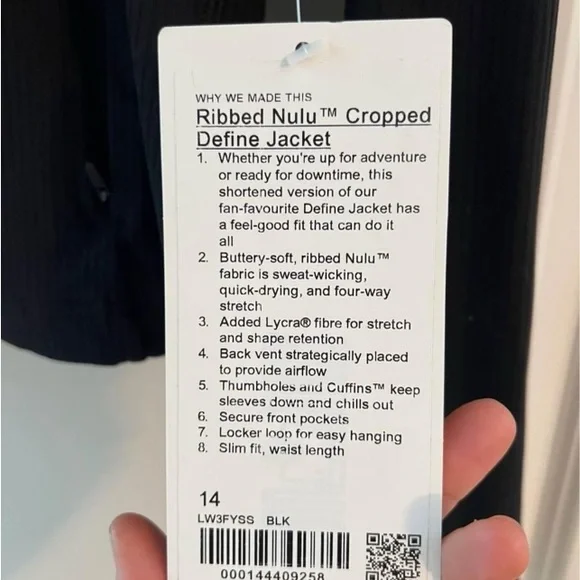 WHY WE MADE THIS
Ribbed Nulu™ Cropped
Define Jacket
1. Whether you're up for adventure
or ready for downtime, this
shortened version of our
fan-favourite Define Jacket has
a feel-good fit that can do it
all
2. Buttery-soft, ribbed Nulu™
fabric is sweat-wicking,
quick-drying, and four-way
stretch
3. Added Lycra® fibre for stretch
and shape retention
4. Back vent strategically placed
to provide airflow
5. Thumbholes and Cuffins™ keep
sleeves down and chills out
6. Secure front pockets
7. Locker loop for easy hanging
8. Slim fit, waist length
14
LW3FYSS BLK
000144409258